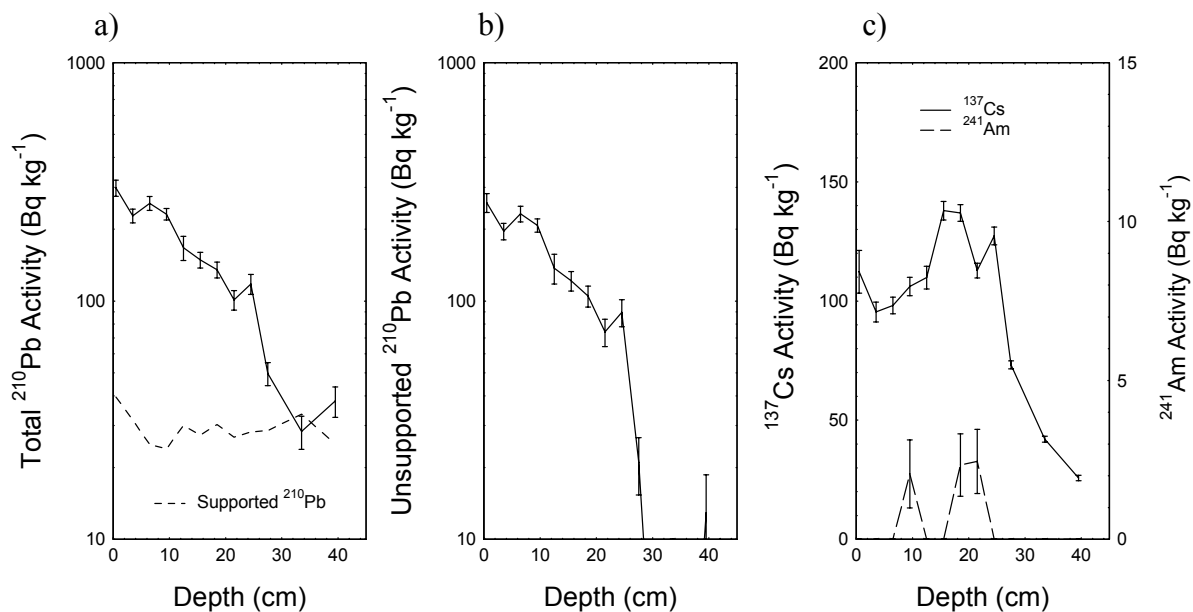 a)
1000
100
10
Total ²¹⁰Pb Activity (Bq kg⁻¹)
Supported ²¹⁰Pb
0 10 20 30 40
Depth (cm)
b)
1000
100
10
Unsupported ²¹⁰Pb Activity (Bq kg⁻¹)
0 10 20 30 40
Depth (cm)
c)
200
150
100
50
0
¹³⁷Cs Activity (Bq kg⁻¹)
¹³⁷Cs
²⁴¹Am
15
10
5
0
²⁴¹Am Activity (Bq kg⁻¹)
0 10 20 30 40
Depth (cm)